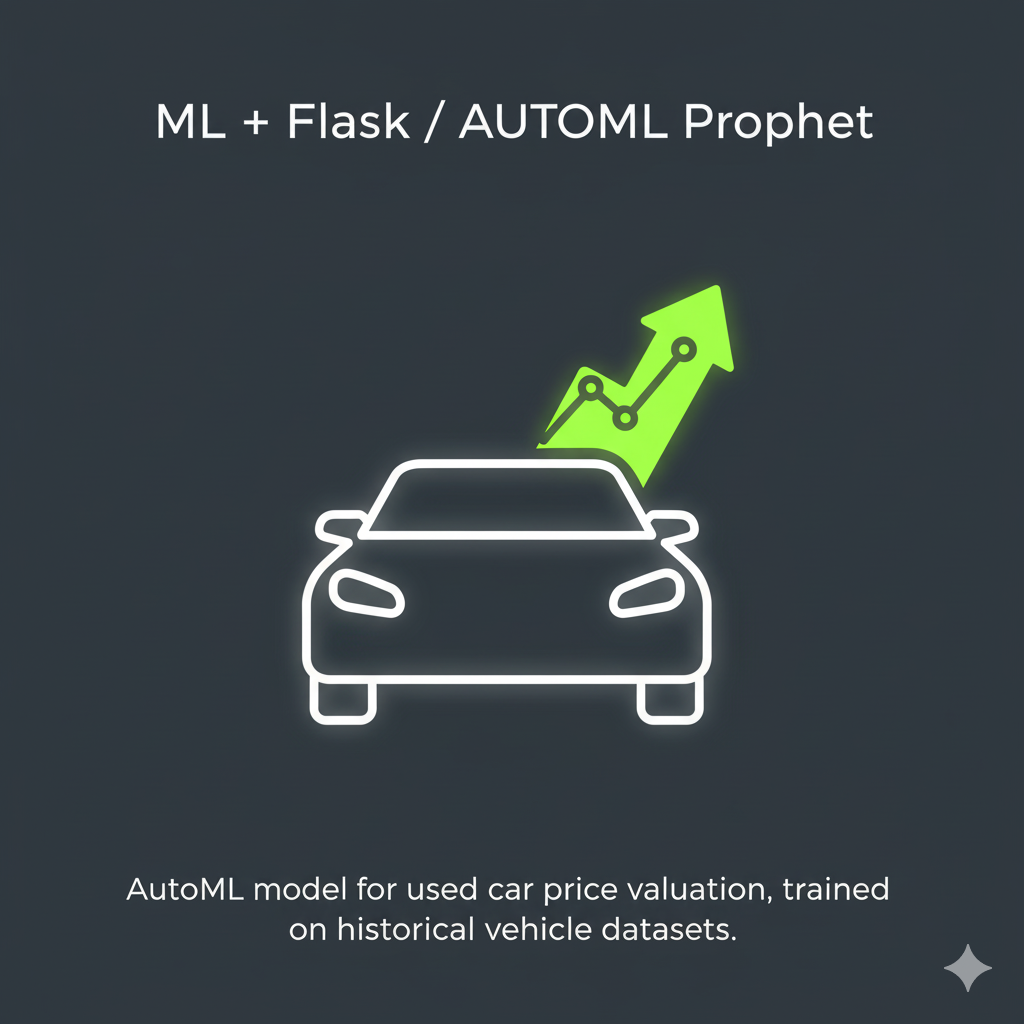 ML + Flask / AUTOML Prophet
AutoML model for used car price valuation, trained
on historical vehicle datasets.